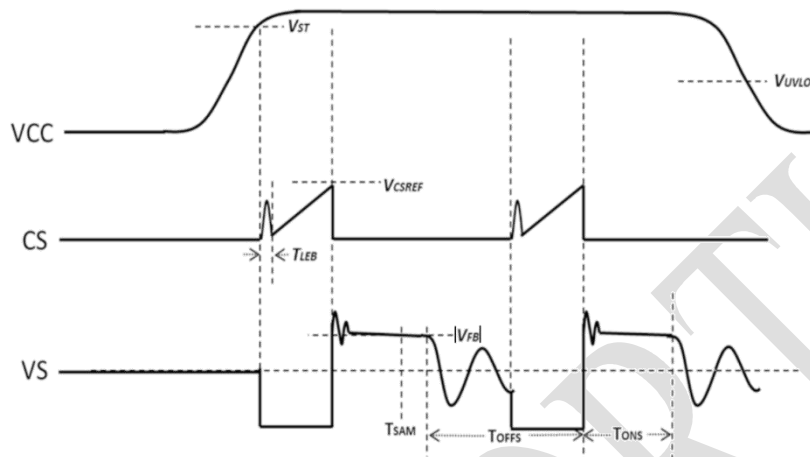 VST
VUVLO
VCC
VCSREF
CS
TLEB
|VFB|
VS
TSAM
TOFFS
TONS